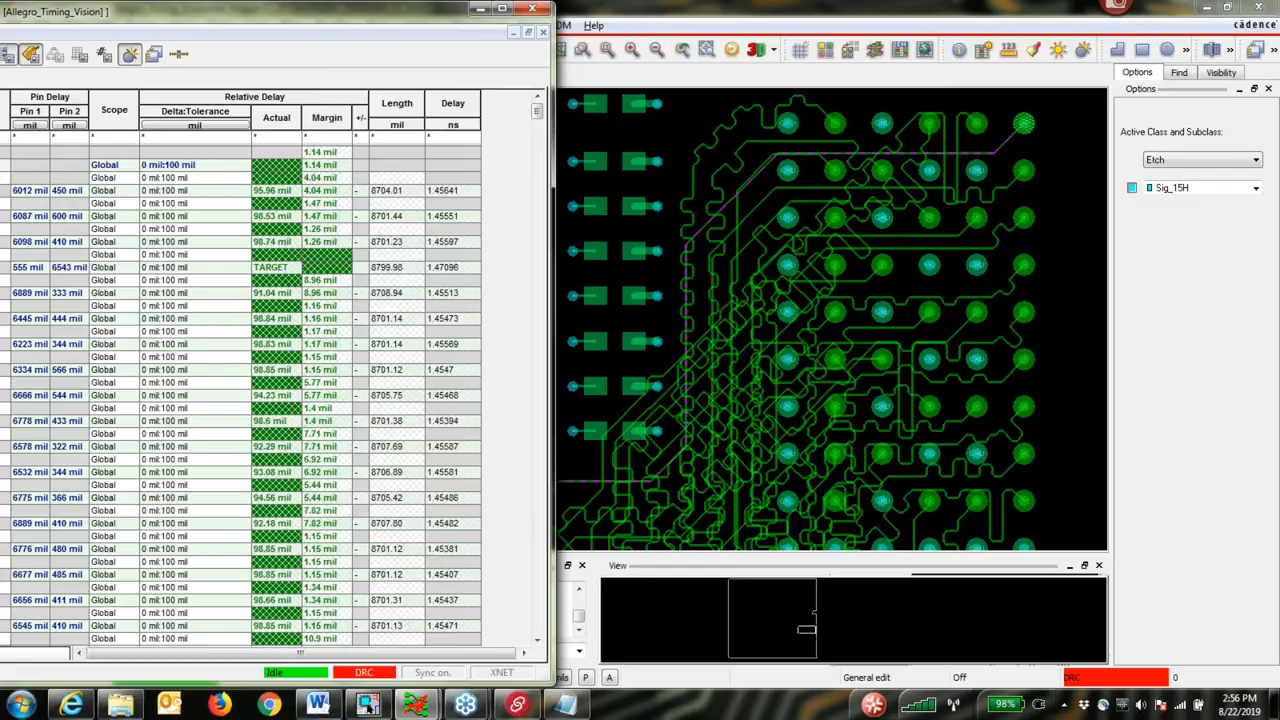 [Allegro_Timing_Vision]
DM Help
cādence
3D
123
Options Find Visibility
Options
Active Class and Subclass:
Etch
Sig_15H
Pin Delay Scope Relative Delay Length Delay
Pin 1 Pin 2 Delta:Tolerance Actual Margin +/-
mil mil mil mil ns
* * * * * * * * *
1.14 mil
Global 0 mil:100 mil 1.14 mil
Global 0 mil:100 mil 4.04 mil
6012 mil 450 mil Global 0 mil:100 mil 95.96 mil 4.04 mil - 8704.01 1.45641
Global 0 mil:100 mil 1.47 mil
6087 mil 600 mil Global 0 mil:100 mil 98.53 mil 1.47 mil - 8701.44 1.45551
Global 0 mil:100 mil 1.26 mil
6098 mil 410 mil Global 0 mil:100 mil 98.74 mil 1.26 mil - 8701.23 1.45597
Global 0 mil:100 mil
555 mil 6543 mil Global 0 mil:100 mil TARGET 8799.98 1.47096
Global 0 mil:100 mil 8.96 mil
6889 mil 333 mil Global 0 mil:100 mil 91.04 mil 8.96 mil - 8708.94 1.45513
Global 0 mil:100 mil 1.16 mil
6445 mil 444 mil Global 0 mil:100 mil 98.84 mil 1.16 mil - 8701.14 1.45473
Global 0 mil:100 mil 1.17 mil
6223 mil 344 mil Global 0 mil:100 mil 98.83 mil 1.17 mil - 8701.14 1.45569
Global 0 mil:100 mil 1.15 mil
6334 mil 566 mil Global 0 mil:100 mil 98.85 mil 1.15 mil - 8701.12 1.4547
Global 0 mil:100 mil 5.77 mil
6666 mil 544 mil Global 0 mil:100 mil 94.23 mil 5.77 mil - 8705.75 1.45468
Global 0 mil:100 mil 1.4 mil
6778 mil 433 mil Global 0 mil:100 mil 98.6 mil 1.4 mil - 8701.38 1.45394
Global 0 mil:100 mil 7.71 mil
6578 mil 322 mil Global 0 mil:100 mil 92.29 mil 7.71 mil - 8707.69 1.45587
Global 0 mil:100 mil 6.92 mil
6532 mil 344 mil Global 0 mil:100 mil 93.08 mil 6.92 mil - 8706.89 1.45581
Global 0 mil:100 mil 5.44 mil
6775 mil 366 mil Global 0 mil:100 mil 94.56 mil 5.44 mil - 8705.42 1.45486
Global 0 mil:100 mil 7.82 mil
6889 mil 410 mil Global 0 mil:100 mil 92.18 mil 7.82 mil - 8707.80 1.45482
Global 0 mil:100 mil 1.15 mil
6776 mil 480 mil Global 0 mil:100 mil 98.85 mil 1.15 mil - 8701.12 1.45381
Global 0 mil:100 mil 1.15 mil
6677 mil 485 mil Global 0 mil:100 mil 98.85 mil 1.15 mil - 8701.12 1.45407
Global 0 mil:100 mil 1.34 mil
6656 mil 411 mil Global 0 mil:100 mil 98.66 mil 1.34 mil - 8701.31 1.45437
Global 0 mil:100 mil 1.15 mil
6545 mil 410 mil Global 0 mil:100 mil 98.85 mil 1.15 mil - 8701.13 1.45471
Global 0 mil:100 mil 10.9 mil
View
Idle DRC Sync on. XNET
P A General edit Off DRC 0
98%
2:56 PM
8/22/2019